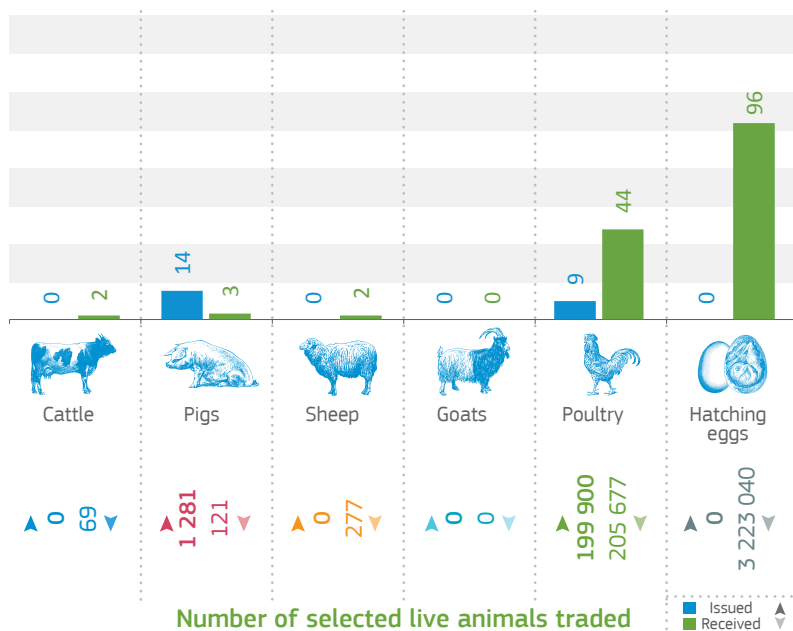 0 2 14 3 0 2 0 0 9 44 0 96
Cattle Pigs Sheep Goats Poultry Hatching
eggs
0 69 1 281 121 0 277 0 0 199 900 205 677 0 3 223 040
Number of selected live animals traded
Issued
Received